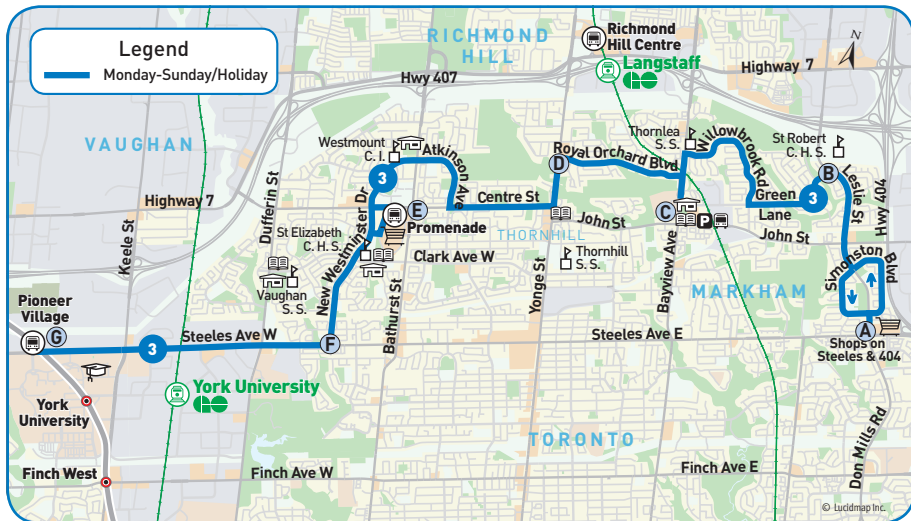 Legend
Monday-Sunday/Holiday
RICHMOND
HILL
Richmond
Hill Centre
Langstaff
GO
N
Highway 7
Hwy 407
VAUGHAN
Westmount
C. I.
Atkinson
Ave
Thornlea
S. S.
Willowbrook Rd
St Robert
C. H. S.
B
Royal Orchard Blvd
D
3
Highway 7
Keele St
Dufferin St
New Westminster Dr
Centre St
Green
Lane
3
Leslie St
Hwy 404
E
Promenade
St Elizabeth
C. H. S.
C
P
John St
John St
THORNHILL
Clark Ave W
Thornhill
S. S.
Vaughan
S. S.
Bathurst St
Yonge St
Bayview Ave
MARKHAM
Simonston
Blvd
Pioneer
Village
G
3
Steeles Ave W
F
Steeles Ave E
A
Shops on
Steeles & 404
York University
GO
York
University
TORONTO
Don Mills Rd
Finch West
Finch Ave W
Finch Ave E
© Lucidmap Inc.